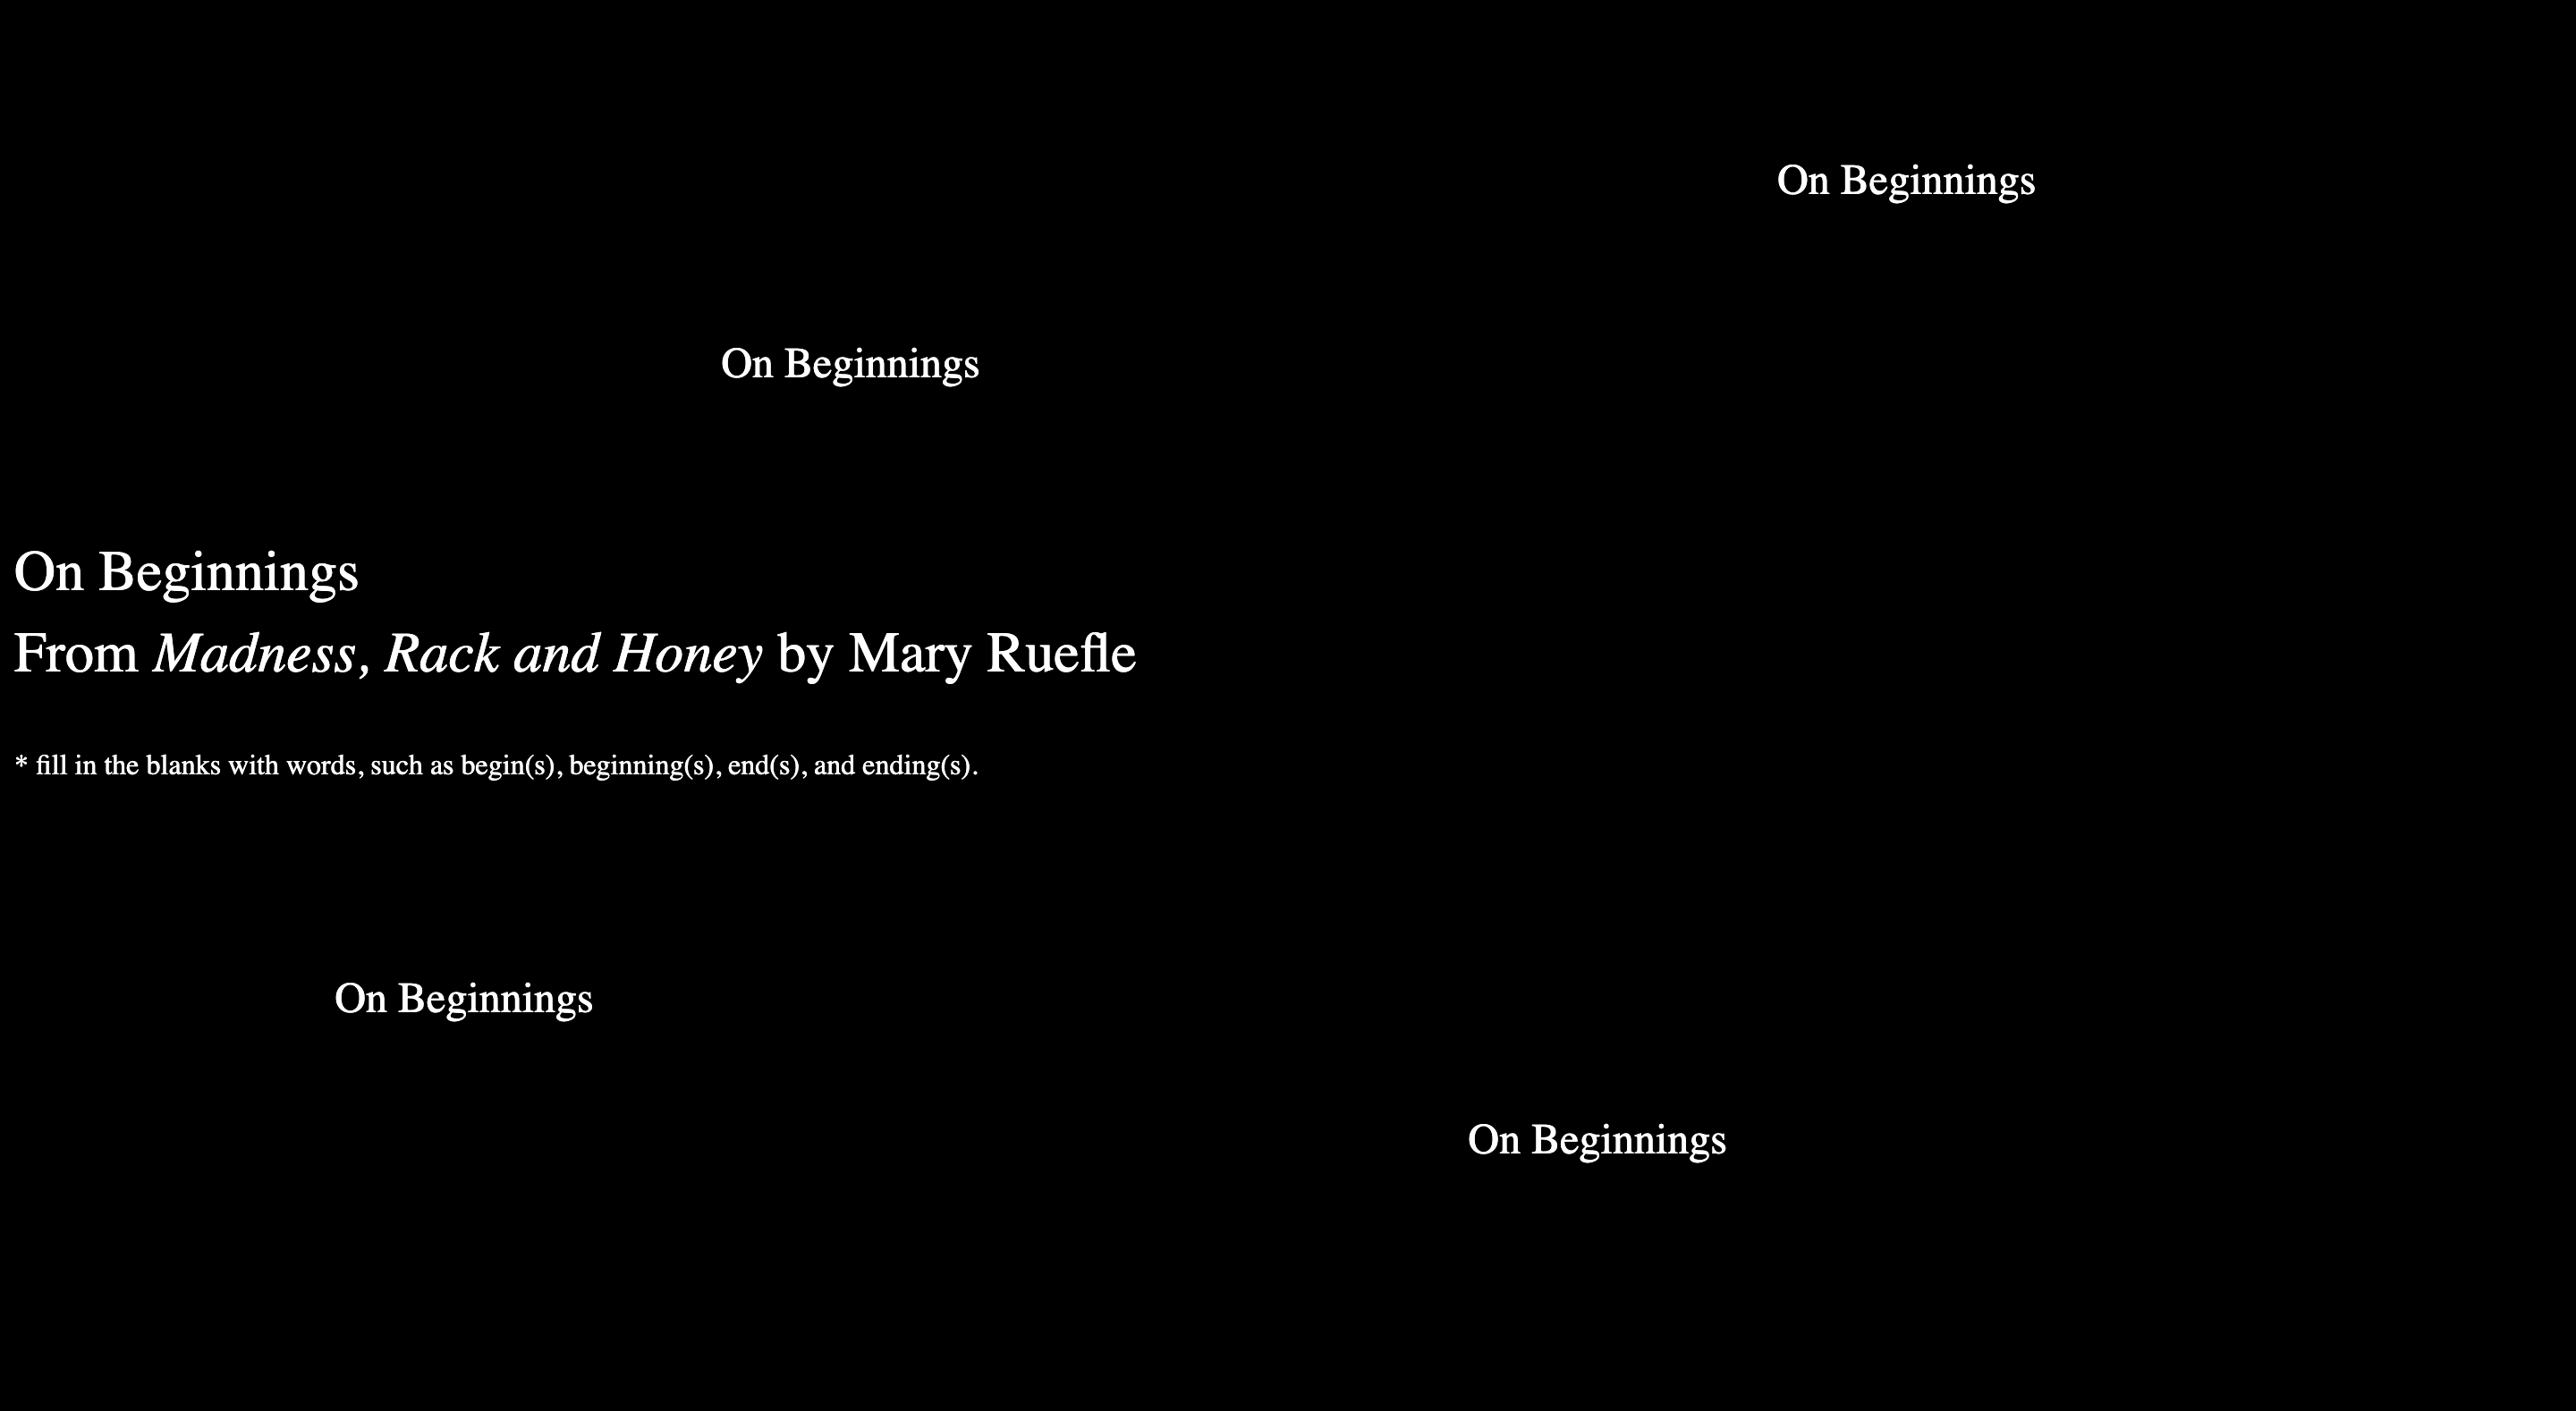 On Beginnings
On Beginnings
On Beginnings
From Madness, Rack and Honey by Mary Ruefle
* fill in the blanks with words, such as begin(s), beginning(s), end(s), and ending(s).
On Beginnings
On Beginnings